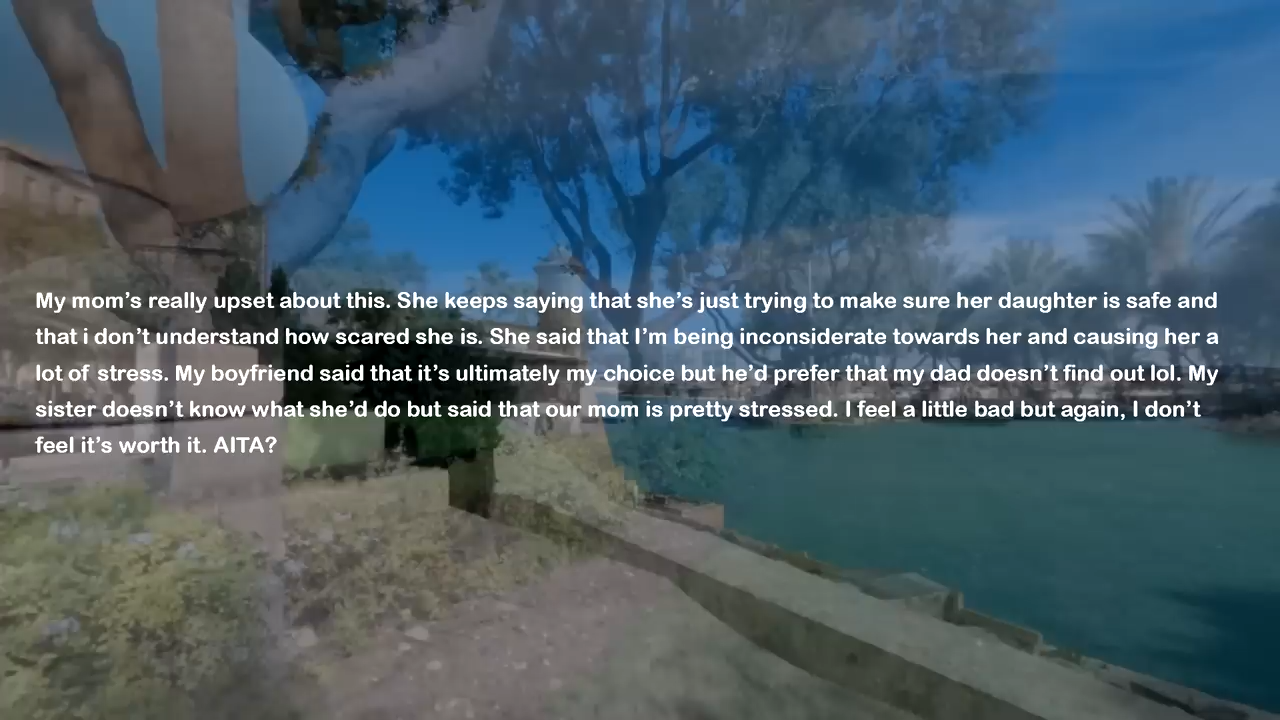 My mom’s really upset about this. She keeps saying that she’s just trying to make sure her daughter is safe and
that i don’t understand how scared she is. She said that I’m being inconsiderate towards her and causing her a
lot of stress. My boyfriend said that it’s ultimately my choice but he’d prefer that my dad doesn’t find out lol. My
sister doesn’t know what she’d do but said that our mom is pretty stressed. I feel a little bad but again, I don’t
feel it’s worth it. AITA?